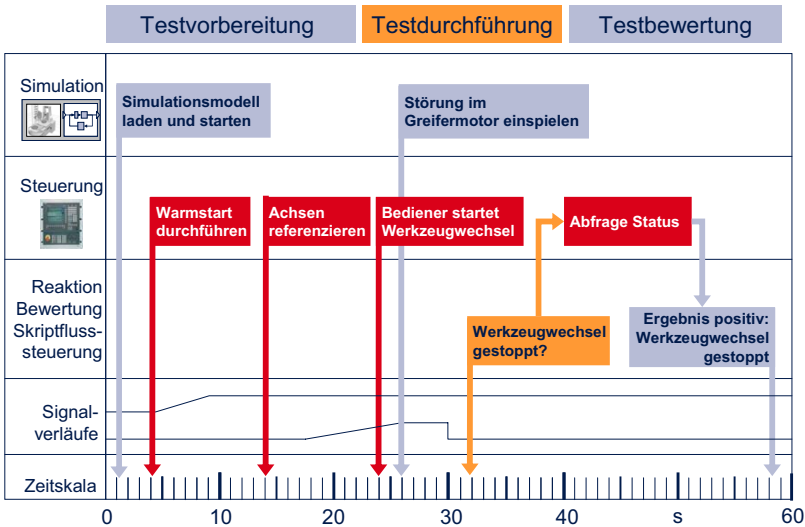 Testvorbereitung
Testdurchführung
Testbewertung
Simulation
Simulationsmodell
laden und starten
Störung im
Greifermotor einspielen
Steuerung
Warmstart
durchführen
Achsen
referenzieren
Bediener startet
Werkzeugwechsel
Abfrage Status
Reaktion
Bewertung
Skriptfluss-
steuerung
Werkzeugwechsel
gestoppt?
Ergebnis positiv:
Werkzeugwechsel
gestoppt
Signal-
verläufe
Zeitskala
0 10 20 30 40 s 60